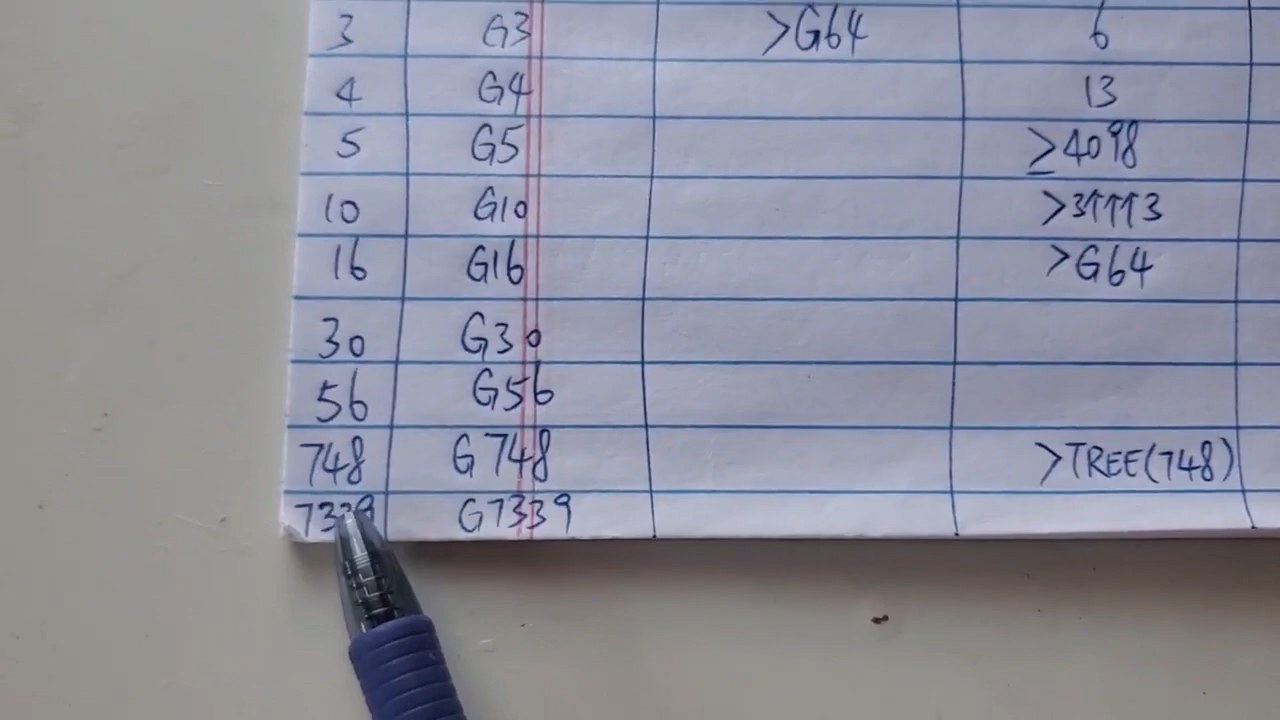 3 G3 >G64 6
4 G4 13
5 G5 ≥4098
10 G10 >3↑↑↑3
16 G16 >G64
30 G30
56 G56
748 G748 >TREE(748)
7339 G7339